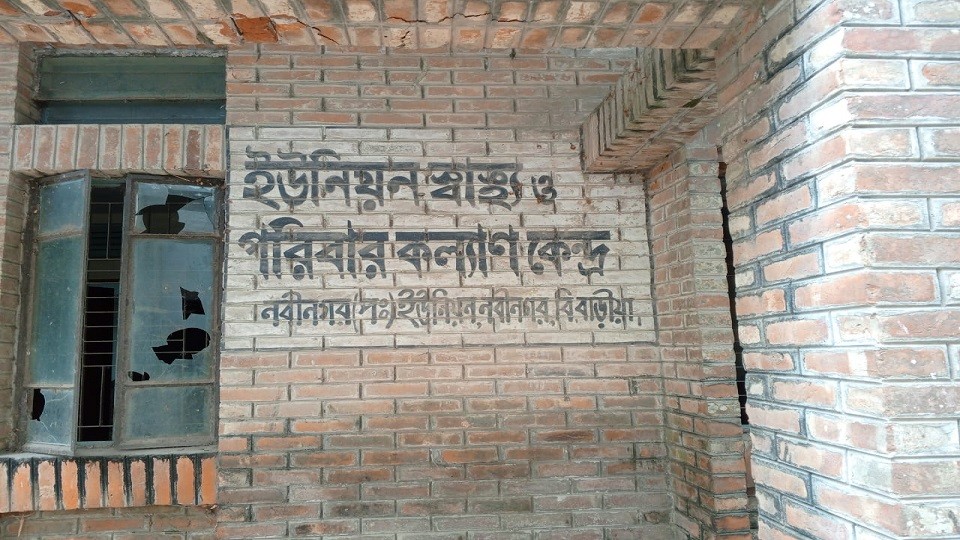 ইউনিয়ন স্বাস্থ্য ও
পরিবার কল্যাণ কেন্দ্র
নবীনগর পঃ ইউনিয়ন, নবীনগর, বি বাড়ীয়া,